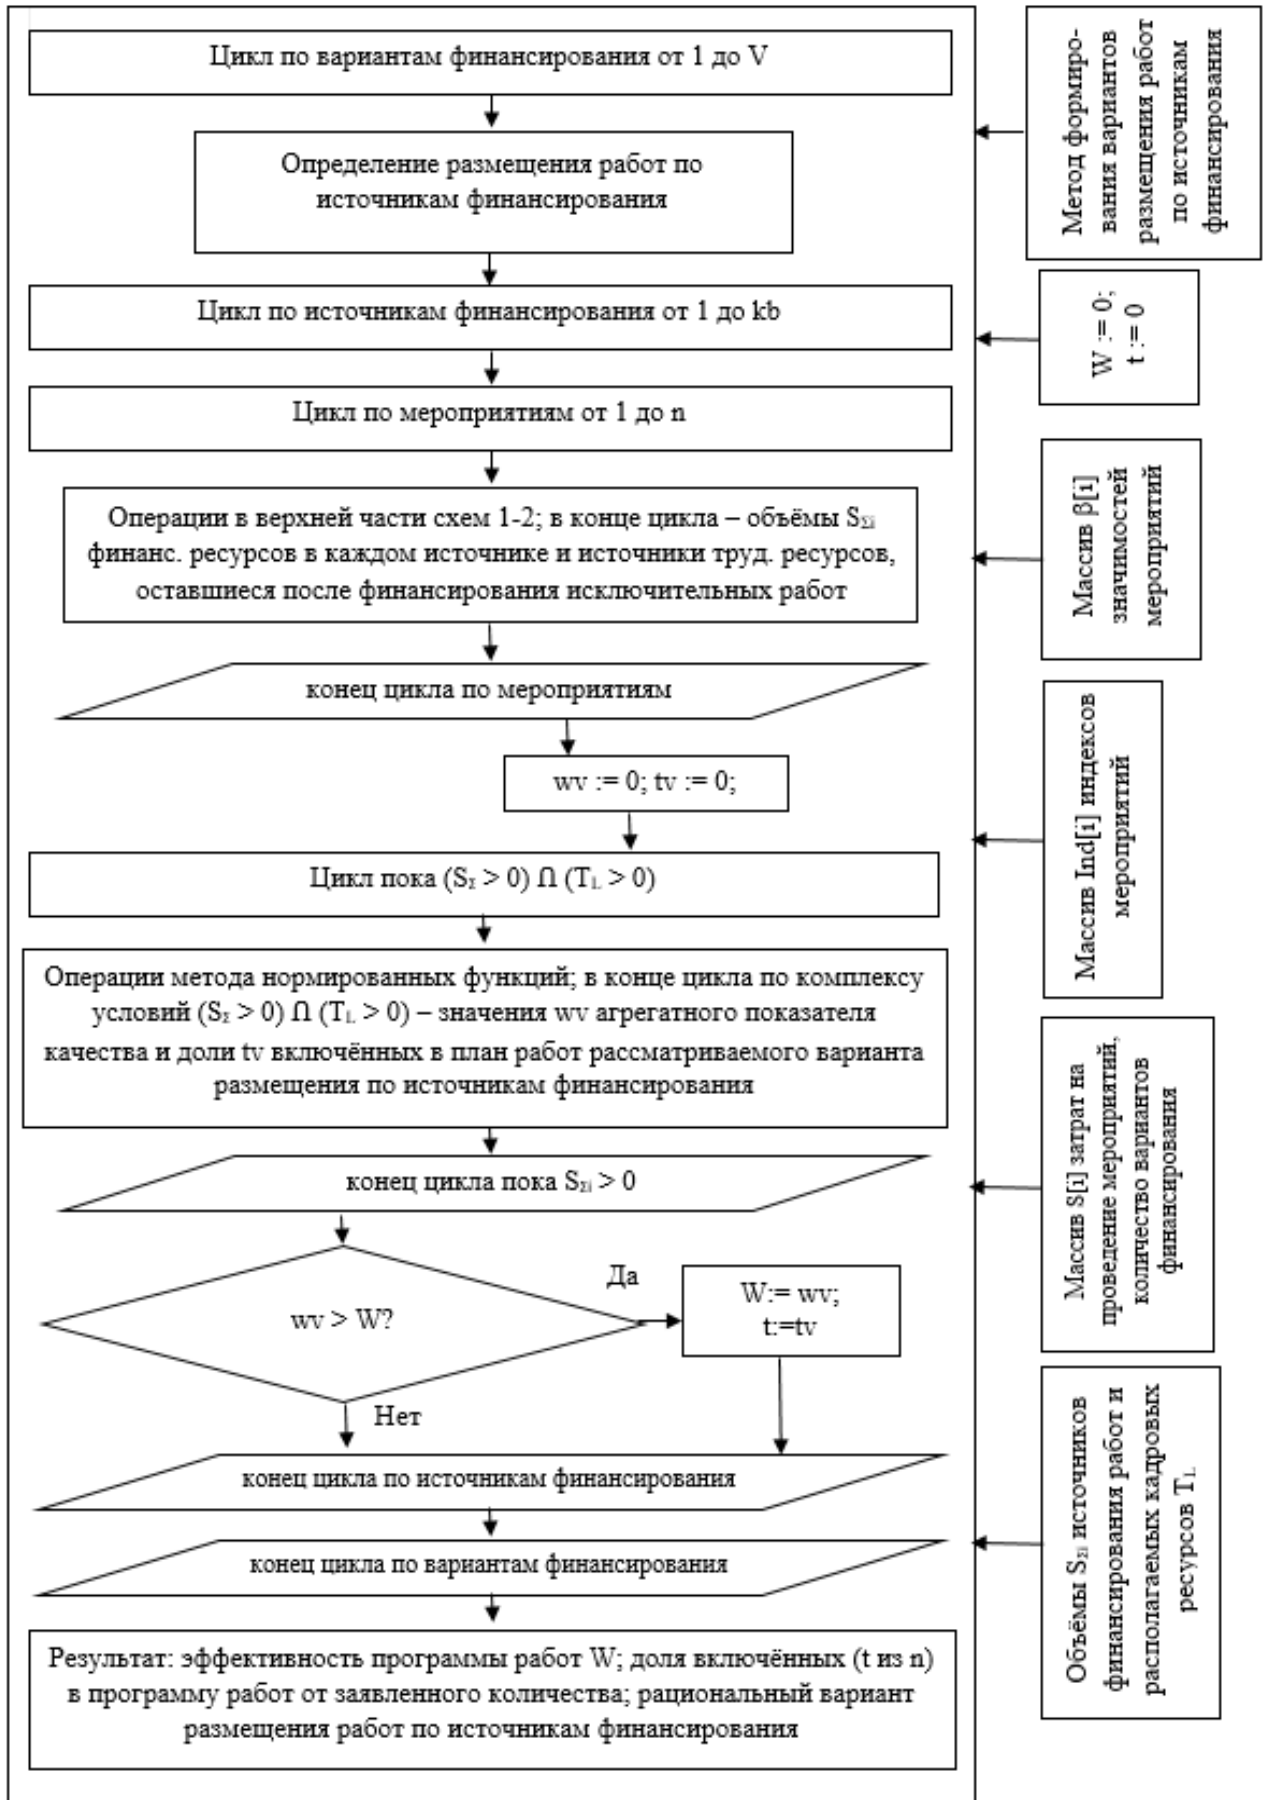 Цикл по вариантам финансирования от 1 до V
Определение размещения работ по
источникам финансирования
Цикл по источникам финансирования от 1 до kb
Цикл по мероприятиям от 1 до n
Операции в верхней части схем 1-2; в конце цикла – объёмы SΣi
финанс. ресурсов в каждом источнике и источники труд. ресурсов,
оставшиеся после финансирования исключительных работ
конец цикла по мероприятиям
wv := 0; tv := 0;
Цикл пока (SΣ > 0) Ω (TL > 0)
Операции метода нормированных функций; в конце цикла по комплексу
условий (SΣ > 0) Ω (TL > 0) – значения wv агрегатного показателя
качества и доли tv включённых в план работ рассматриваемого варианта
размещения по источникам финансирования
конец цикла пока SΣi > 0
wv > W?
Да
W:= wv;
t:=tv
Нет
конец цикла по источникам финансирования
конец цикла по вариантам финансирования
Результат: эффективность программы работ W; доля включённых (t из n)
в программу работ от заявленного количества; рациональный вариант
размещения работ по источникам финансирования
Метод формиро-
вания вариантов
размещения работ
по источникам
финансирования
W := 0;
t := 0
Массив β[i]
значимостей
мероприятий
Массив Ind[i] индексов
мероприятий
Массив S[i] затрат на
проведение мероприятий,
количество вариантов
финансирования
Объёмы SΣi источников
финансирования работ и
располагаемых кадровых
ресурсов TL